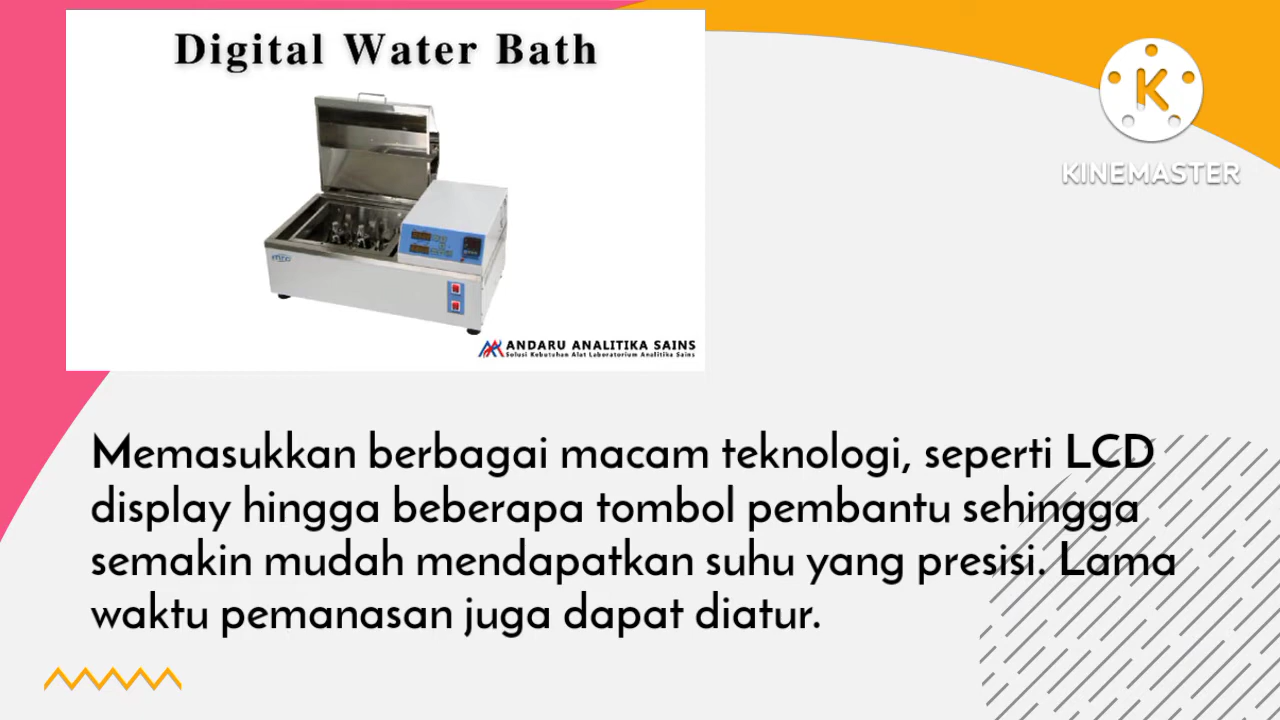 Digital Water Bath
ANDARU ANALITIKA SAINS
Solusi Kebutuhan Alat Laboratorium Analitika Sains
K
KINEMASTER
Memasukkan berbagai macam teknologi, seperti LCD
display hingga beberapa tombol pembantu sehingga
semakin mudah mendapatkan suhu yang presisi. Lama
waktu pemanasan juga dapat diatur.